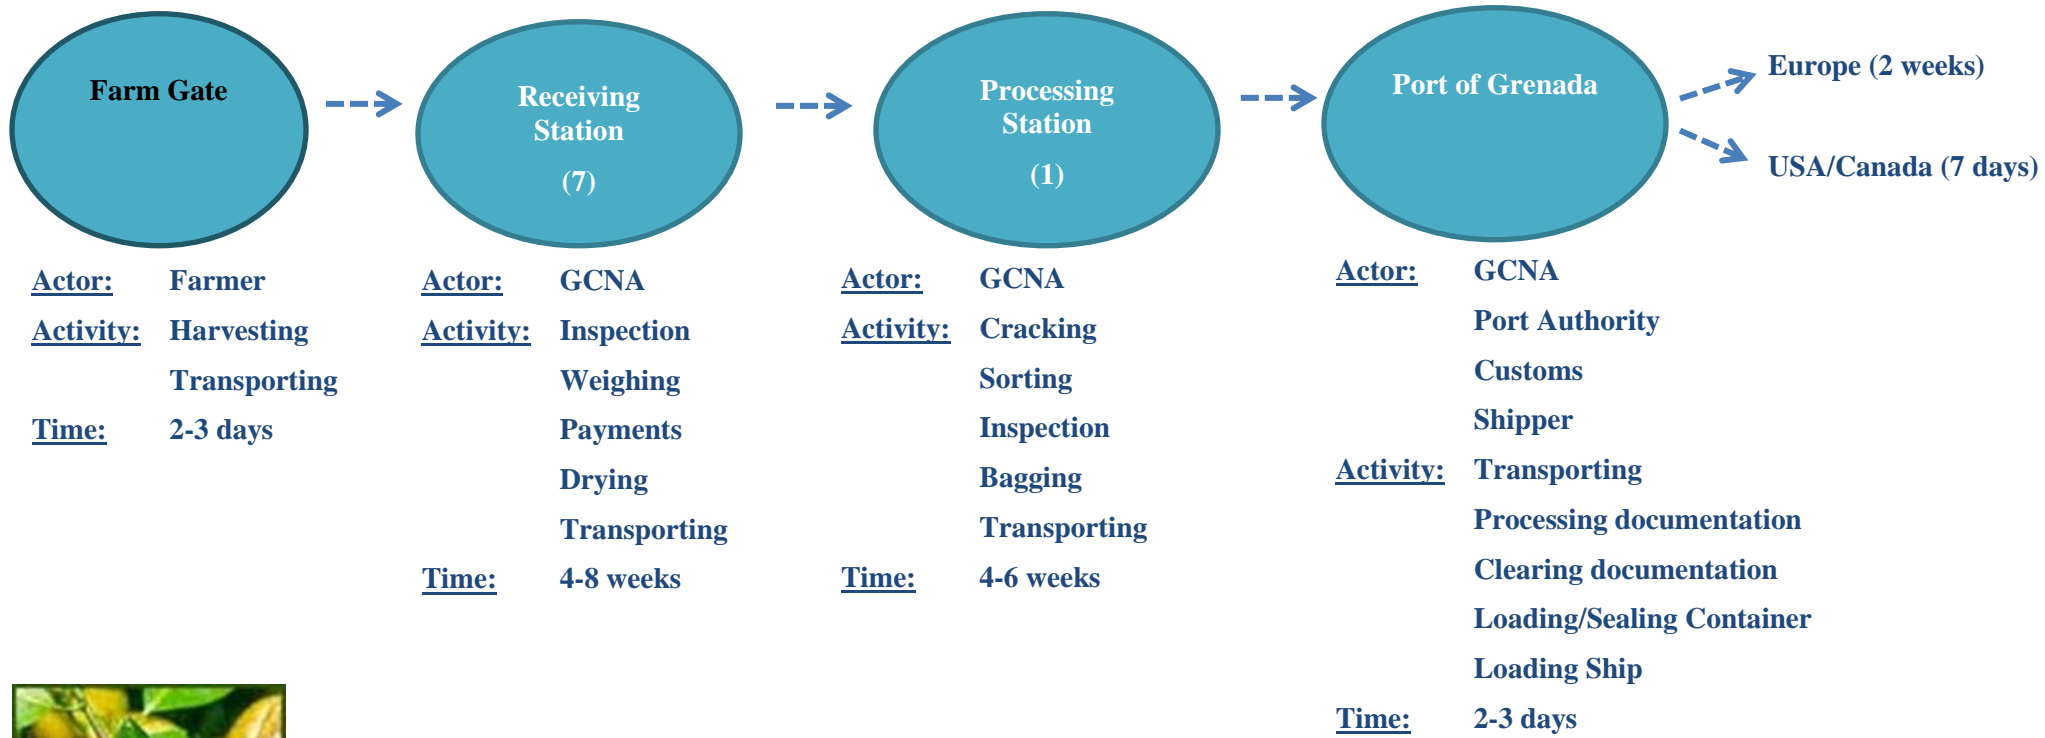 Farm Gate
Receiving
Station
(7)
Processing
Station
(1)
Port of Grenada
Europe (2 weeks)
USA/Canada (7 days)
Actor: Farmer
Activity: Harvesting
Transporting
Time: 2-3 days
Actor: GCNA
Activity: Inspection
Weighing
Payments
Drying
Transporting
Time: 4-8 weeks
Actor: GCNA
Activity: Cracking
Sorting
Inspection
Bagging
Transporting
Time: 4-6 weeks
Actor: GCNA
Port Authority
Customs
Shipper
Activity: Transporting
Processing documentation
Clearing documentation
Loading/Sealing Container
Loading Ship
Time: 2-3 days